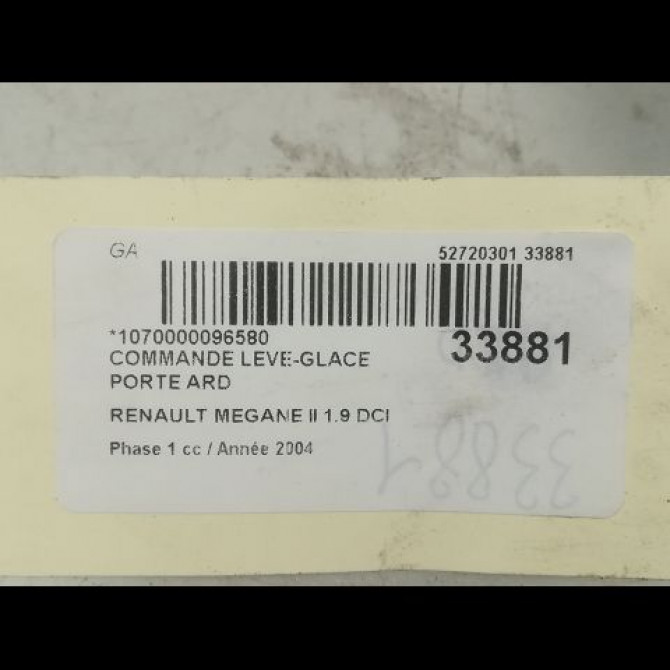 GA
52720301 33881
*1070000096580
33881
COMMANDE LEVE-GLACE
PORTE ARD
RENAULT MEGANE II 1.9 DCI
Phase 1 cc / Année 2004
33881